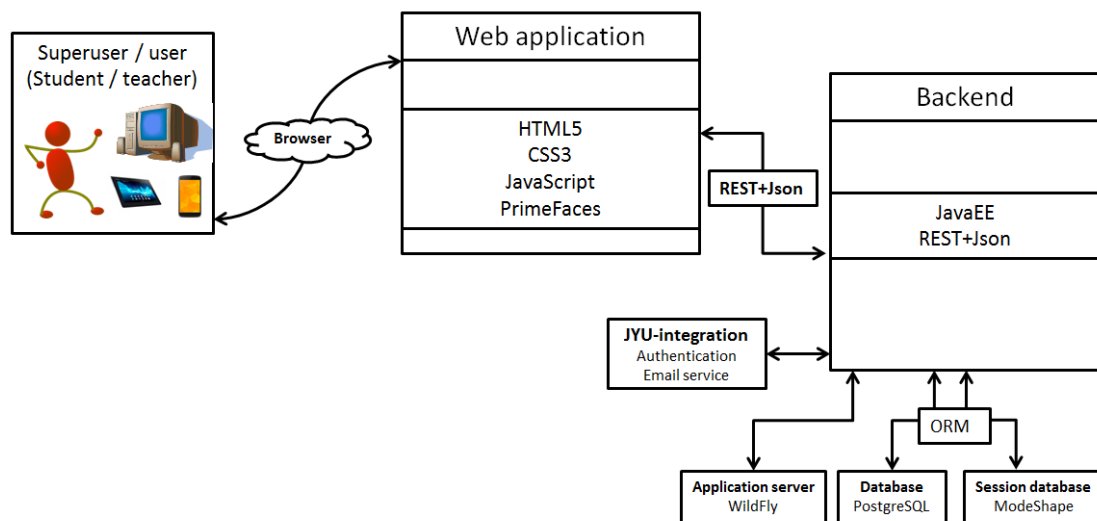 Superuser / user
(Student / teacher)
Browser
Web application
HTML5
CSS3
JavaScript
PrimeFaces
REST+Json
Backend
JavaEE
REST+Json
JYU-integration
Authentication
Email service
ORM
Application server
WildFly
Database
PostgreSQL
Session database
ModeShape